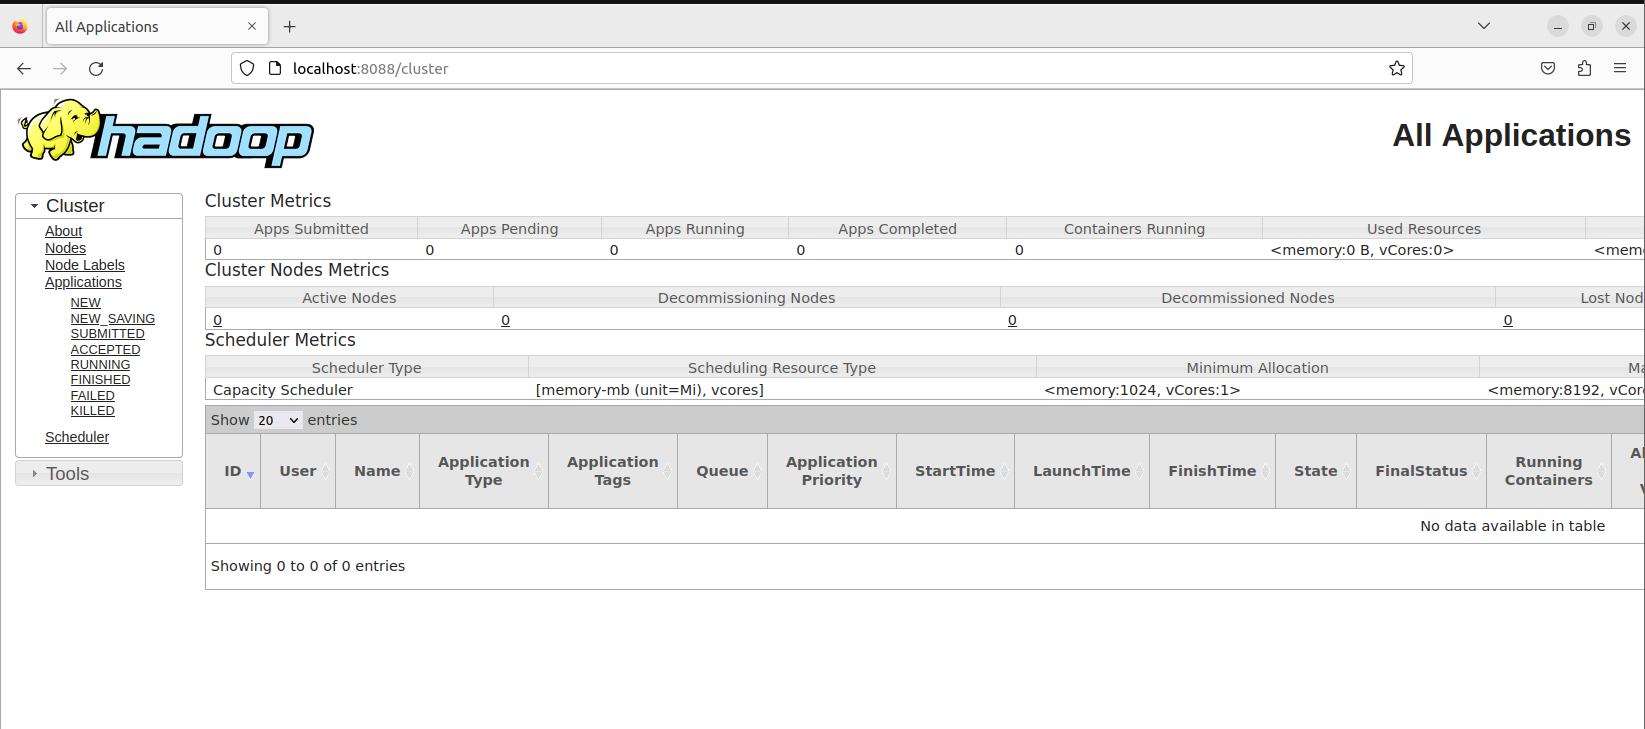 All Applications
localhost:8088/cluster
hadoop
All Applications
Cluster
About
Nodes
Node Labels
Applications
NEW
NEW_SAVING
SUBMITTED
ACCEPTED
RUNNING
FINISHED
FAILED
KILLED
Scheduler
Tools
Cluster Metrics
Apps Submitted Apps Pending Apps Running Apps Completed Containers Running Used Resources
0 0 0 0 0 <memory:0 B, vCores:0> <mem
Cluster Nodes Metrics
Active Nodes Decommissioning Nodes Decommissioned Nodes Lost Nod
0 0 0 0
Scheduler Metrics
Scheduler Type Scheduling Resource Type Minimum Allocation Ma
Capacity Scheduler [memory-mb (unit=Mi), vcores] <memory:1024, vCores:1> <memory:8192, vCor
Show 20 entries
ID User Name Application Type Application Tags Queue Application Priority StartTime LaunchTime FinishTime State FinalStatus Running Containers
No data available in table
Showing 0 to 0 of 0 entries